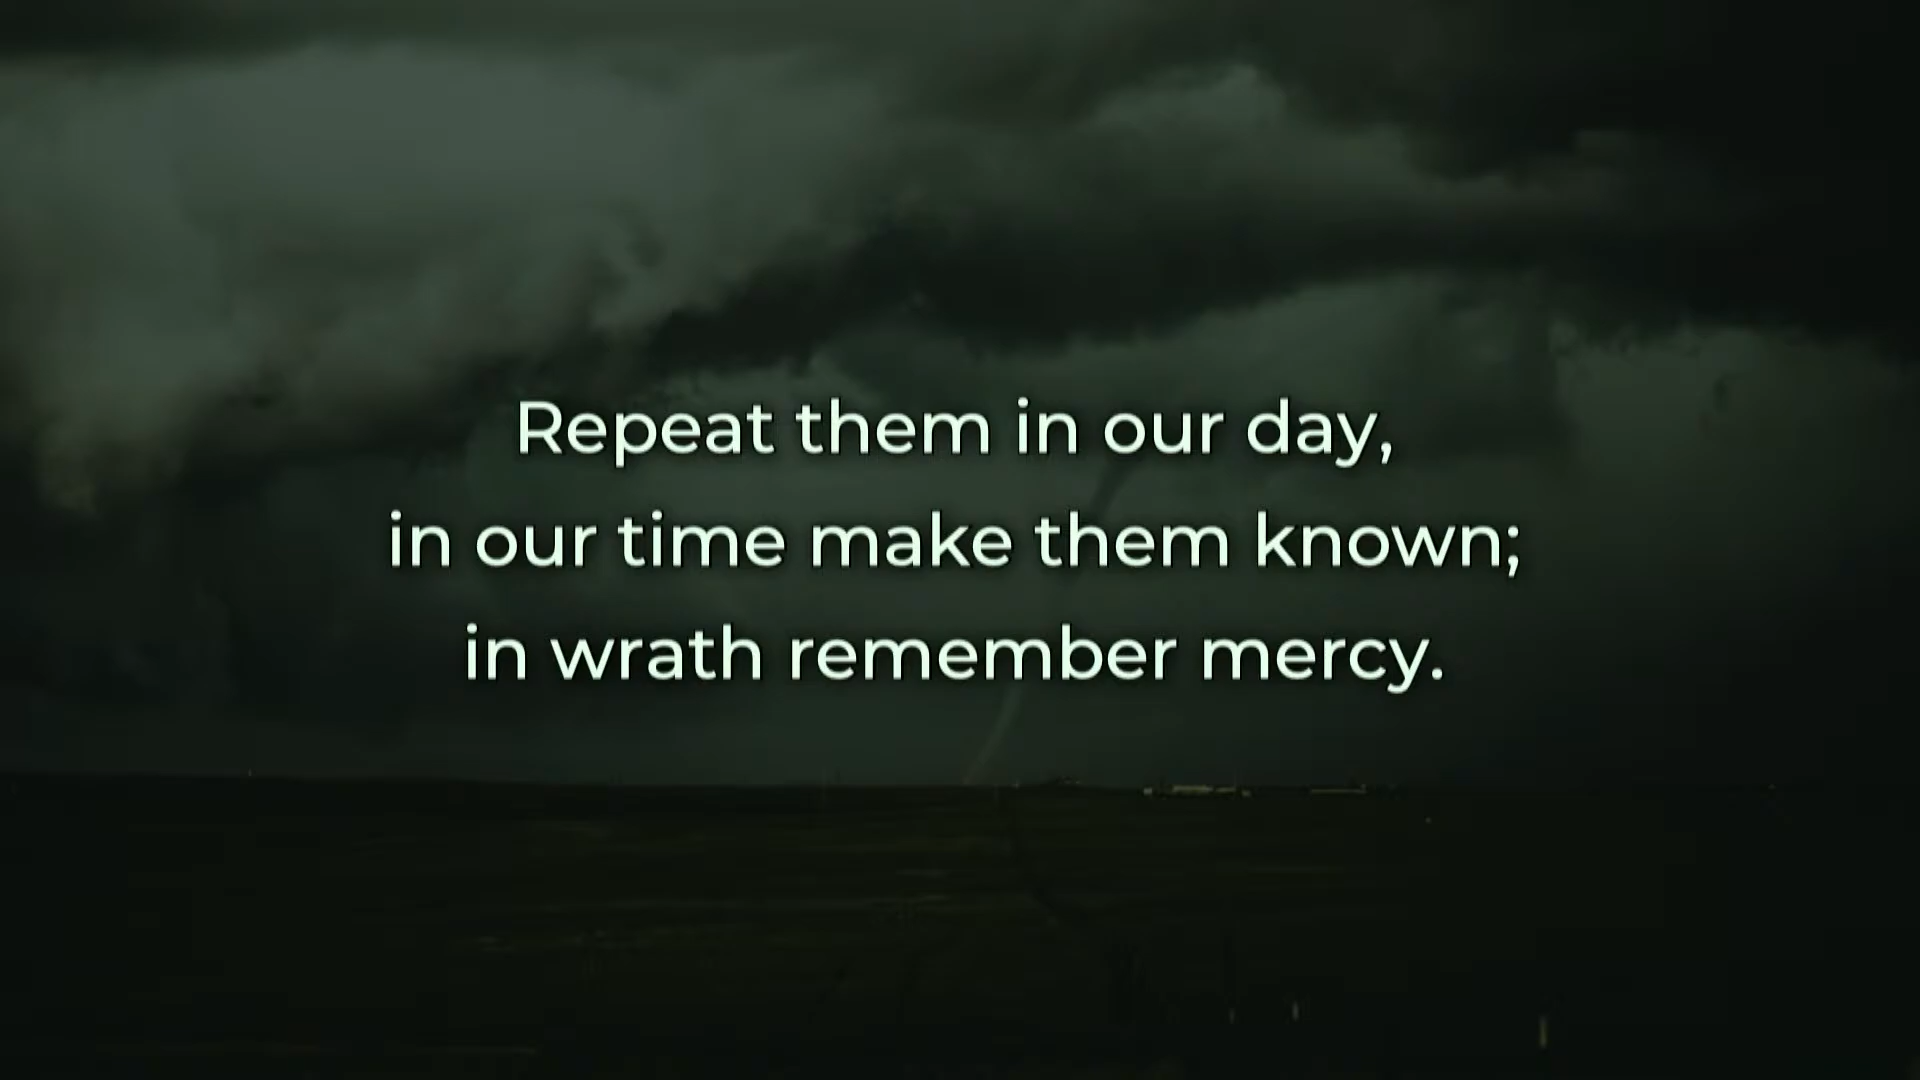 Repeat them in our day,
in our time make them known;
in wrath remember mercy.